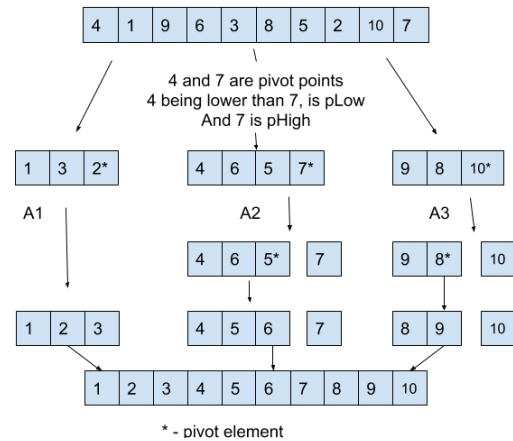 4 1 9 6 3 8 5 2 10 7
4 and 7 are pivot points
4 being lower than 7, is pLow
And 7 is pHigh
1 3 2* 4 6 5 7* 9 8 10*
A1 A2 A3
4 6 5* 7 9 8* 10
1 2 3 4 5 6 7 8 9 10
1 2 3 4 5 6 7 8 9 10
* - pivot element